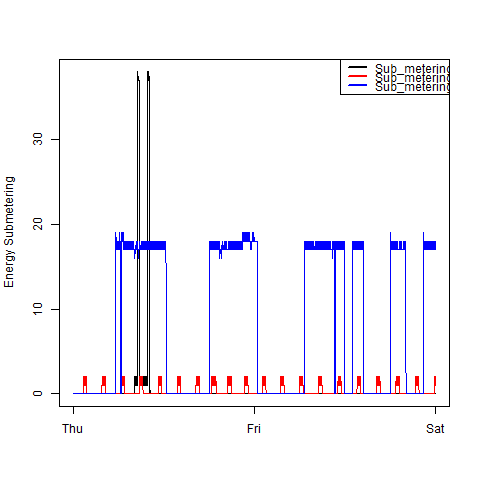 Sub_metering
Sub_metering
Sub_metering
Energy Submetering
30
20
10
0
Thu
Fri
Sat